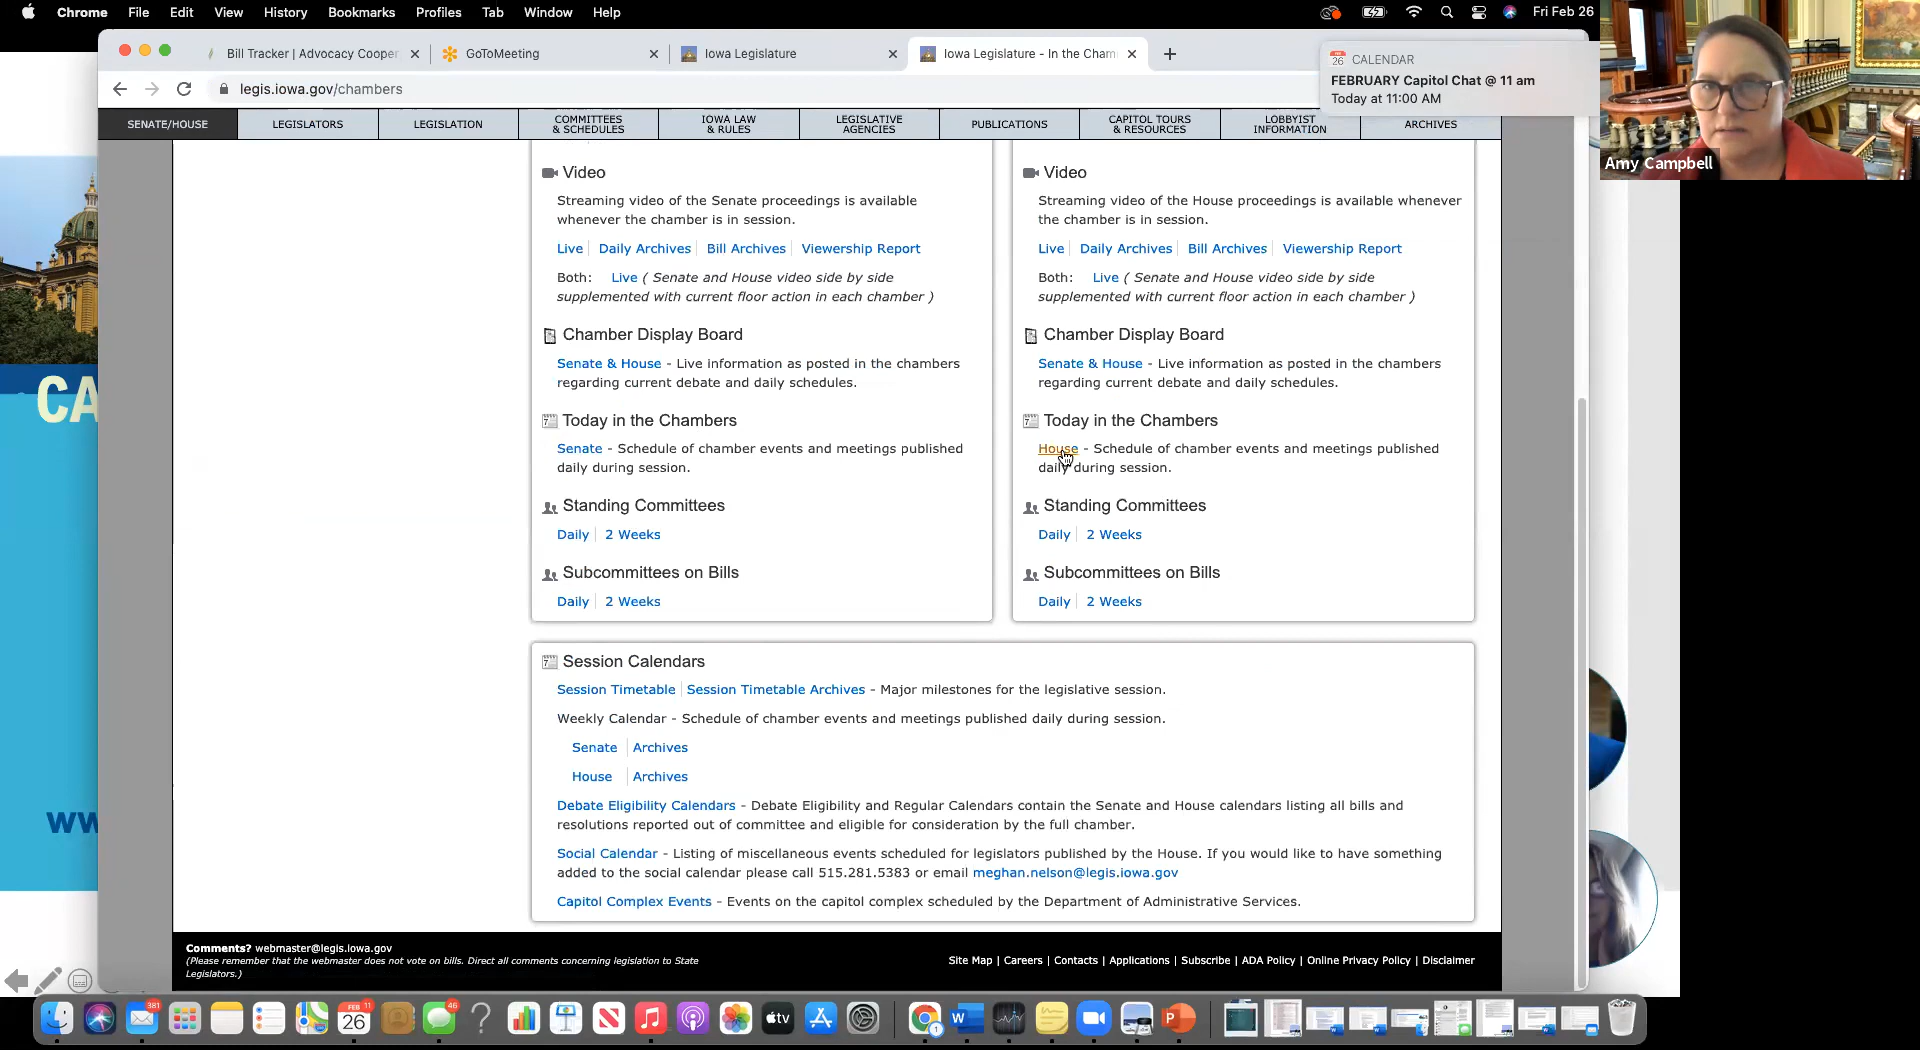 Chrome File Edit View History Bookmarks Profiles Tab Window Help Fri Feb 26
Bill Tracker | Advocacy Cooper
GoToMeeting
Iowa Legislature
Iowa Legislature - In the Cham
CALENDAR
FEBRUARY Capitol Chat @ 11 am
Today at 11:00 AM
legis.iowa.gov/chambers
Amy Campbell
SENATE/HOUSE
LEGISLATORS
LEGISLATION
COMMITTEES
& SCHEDULES
IOWA LAW
& RULES
LEGISLATIVE
AGENCIES
PUBLICATIONS
CAPITOL TOURS
& RESOURCES
LOBBYIST
INFORMATION
ARCHIVES
Video
Streaming video of the Senate proceedings is available
whenever the chamber is in session.
Live Daily Archives Bill Archives Viewership Report
Both: Live ( Senate and House video side by side
supplemented with current floor action in each chamber )
Chamber Display Board
Senate & House - Live information as posted in the chambers
regarding current debate and daily schedules.
Today in the Chambers
Senate - Schedule of chamber events and meetings published
daily during session.
Standing Committees
Daily 2 Weeks
Subcommittees on Bills
Daily 2 Weeks
Video
Streaming video of the House proceedings is available whenever
the chamber is in session.
Live Daily Archives Bill Archives Viewership Report
Both: Live ( Senate and House video side by side
supplemented with current floor action in each chamber )
Chamber Display Board
Senate & House - Live information as posted in the chambers
regarding current debate and daily schedules.
Today in the Chambers
House - Schedule of chamber events and meetings published
daily during session.
Standing Committees
Daily 2 Weeks
Subcommittees on Bills
Daily 2 Weeks
Session Calendars
Session Timetable Session Timetable Archives - Major milestones for the legislative session.
Weekly Calendar - Schedule of chamber events and meetings published daily during session.
Senate Archives
House Archives
Debate Eligibility Calendars - Debate Eligibility and Regular Calendars contain the Senate and House calendars listing all bills and
resolutions reported out of committee and eligible for consideration by the full chamber.
Social Calendar - Listing of miscellaneous events scheduled for legislators published by the House. If you would like to have something
added to the social calendar please call 515.281.5383 or email meghan.nelson@legis.iowa.gov
Capitol Complex Events - Events on the capitol complex scheduled by the Department of Administrative Services.
Comments? webmaster@legis.iowa.gov
(Please remember that the webmaster does not vote on bills. Direct all comments concerning legislation to State
Legislators.)
Site Map | Careers | Contacts | Applications | Subscribe | ADA Policy | Online Privacy Policy | Disclaimer
CA
ww
381
FEB 11
26
46
tv
1